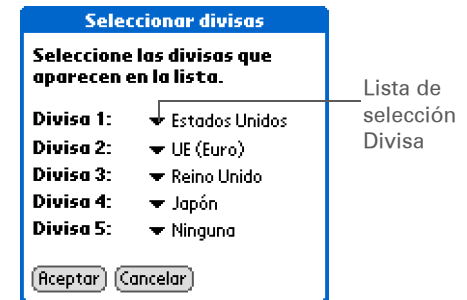 Seleccionar divisas
Seleccione las divisas que
aparecen en la lista.
Divisa 1: Estados Unidos
Divisa 2: UE (Euro)
Divisa 3: Reino Unido
Divisa 4: Japón
Divisa 5: Ninguna
Aceptar Cancelar
Lista de
selección
Divisa